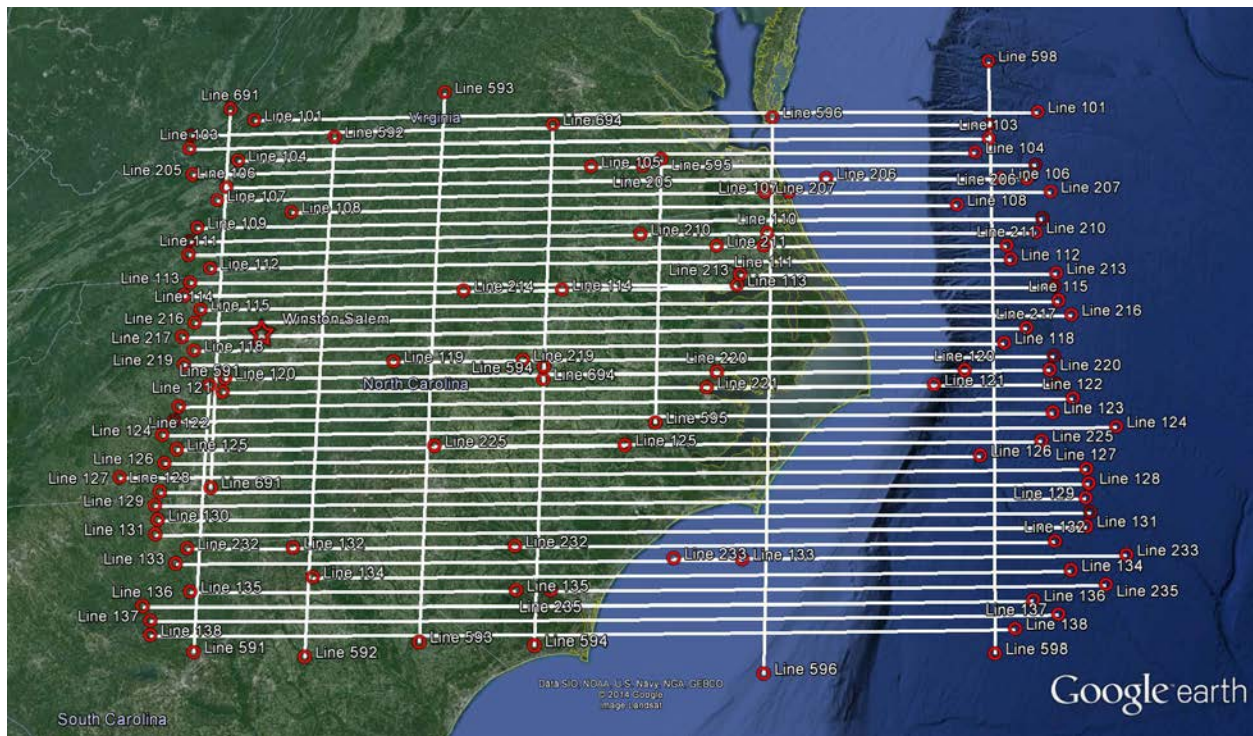 Line 598
Line 593
Line 691
Line 101
Virginia
Line 694
Line 596
Line 101
Line 103
Line 592
Line 103
Line 104
Line 105
Line 595
Line 104
Line 205
Line 106
Line 205
Line 206
Line 206
Line 106
Line 107
Line 10
Line 207
Line 207
Line 108
Line 108
Line 109
Line 210
Line 110
Line 210
Line 111
Line 211
Line 211
Line 112
Line 111
Line 112
Line 113
Line 213
Line 213
Line 114
Line 214
Line 114
Line 113
Line 115
Line 115
Line 216
Winston-Salem
Line 216
Line 217
Line 217
Line 118
Line 118
Line 219
Line 119
Line 219
Line 591
Line 594
Line 220
Line 120
Line 220
Line 120
Line 121
North Carolina
Line 694
Line 221
Line 121
Line 122
Line 122
Line 595
Line 123
Line 124
Line 124
Line 125
Line 225
Line 125
Line 225
Line 126
Line 126
Line 127
Line 127
Line 128
Line 128
Line 691
Line 129
Line 129
Line 130
Line 131
Line 131
Line 132
Line 232
Line 132
Line 232
Line 133
Line 233
Line 133
Line 233
Line 134
Line 134
Line 135
Line 135
Line 235
Line 136
Line 235
Line 136
Line 137
Line 137
Line 138
Line 138
Line 591
Line 592
Line 593
Line 594
Line 596
Line 598
Data SIO, NOAA, U.S. Navy, NGA, GEBCO
© 2014 Google
Image Landsat
Google earth
South Carolina